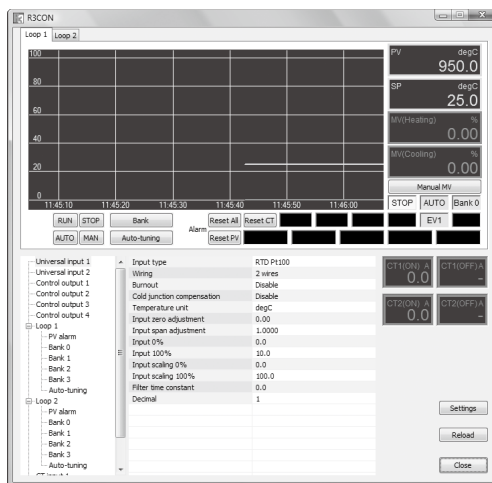 R3CON
Loop 1 Loop 2
100
80
60
40
20
0
11:45:10 11:45:20 11:45:30 11:45:40 11:45:50 11:46:00
PV degC
950.0
SP degC
25.0
MV(Heating) %
0.00
MV(Cooling) %
0.00
Manual MV
STOP AUTO Bank 0
RUN STOP Bank Alarm Reset All Reset CT EV1
AUTO MAN Auto-tuning Reset PV
Universal input 1
Universal input 2
Control output 1
Control output 2
Control output 3
Control output 4
Loop 1
PV alarm
Bank 0
Bank 1
Bank 2
Bank 3
Auto-tuning
Loop 2
PV alarm
Bank 0
Bank 1
Bank 2
Bank 3
Auto-tuning
CT input 1
Input type RTD Pt100
Wiring 2 wires
Burnout Disable
Cold junction compensation Disable
Temperature unit degC
Input zero adjustment 0.00
Input span adjustment 1.0000
Input 0% 0.0
Input 100% 10.0
Input scaling 0% 0.0
Input scaling 100% 100.0
Filter time constant 0.0
Decimal 1
CT1(ON) A CT1(OFF) A
0.0 -
CT2(ON) A CT2(OFF) A
0.0 -
Settings
Reload
Close